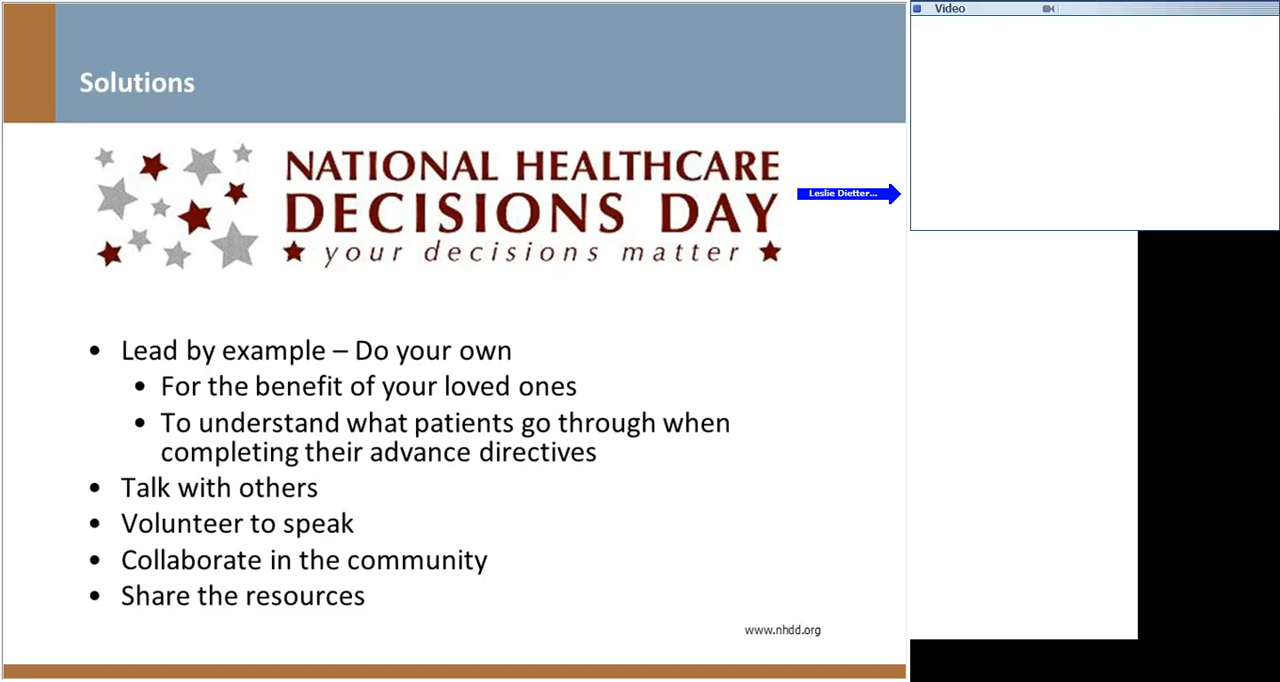 Video
Solutions
NATIONAL HEALTHCARE
DECISIONS DAY
your decisions matter
Leslie Dietter...
• Lead by example – Do your own
• For the benefit of your loved ones
• To understand what patients go through when
completing their advance directives
• Talk with others
• Volunteer to speak
• Collaborate in the community
• Share the resources
www.nhdd.org